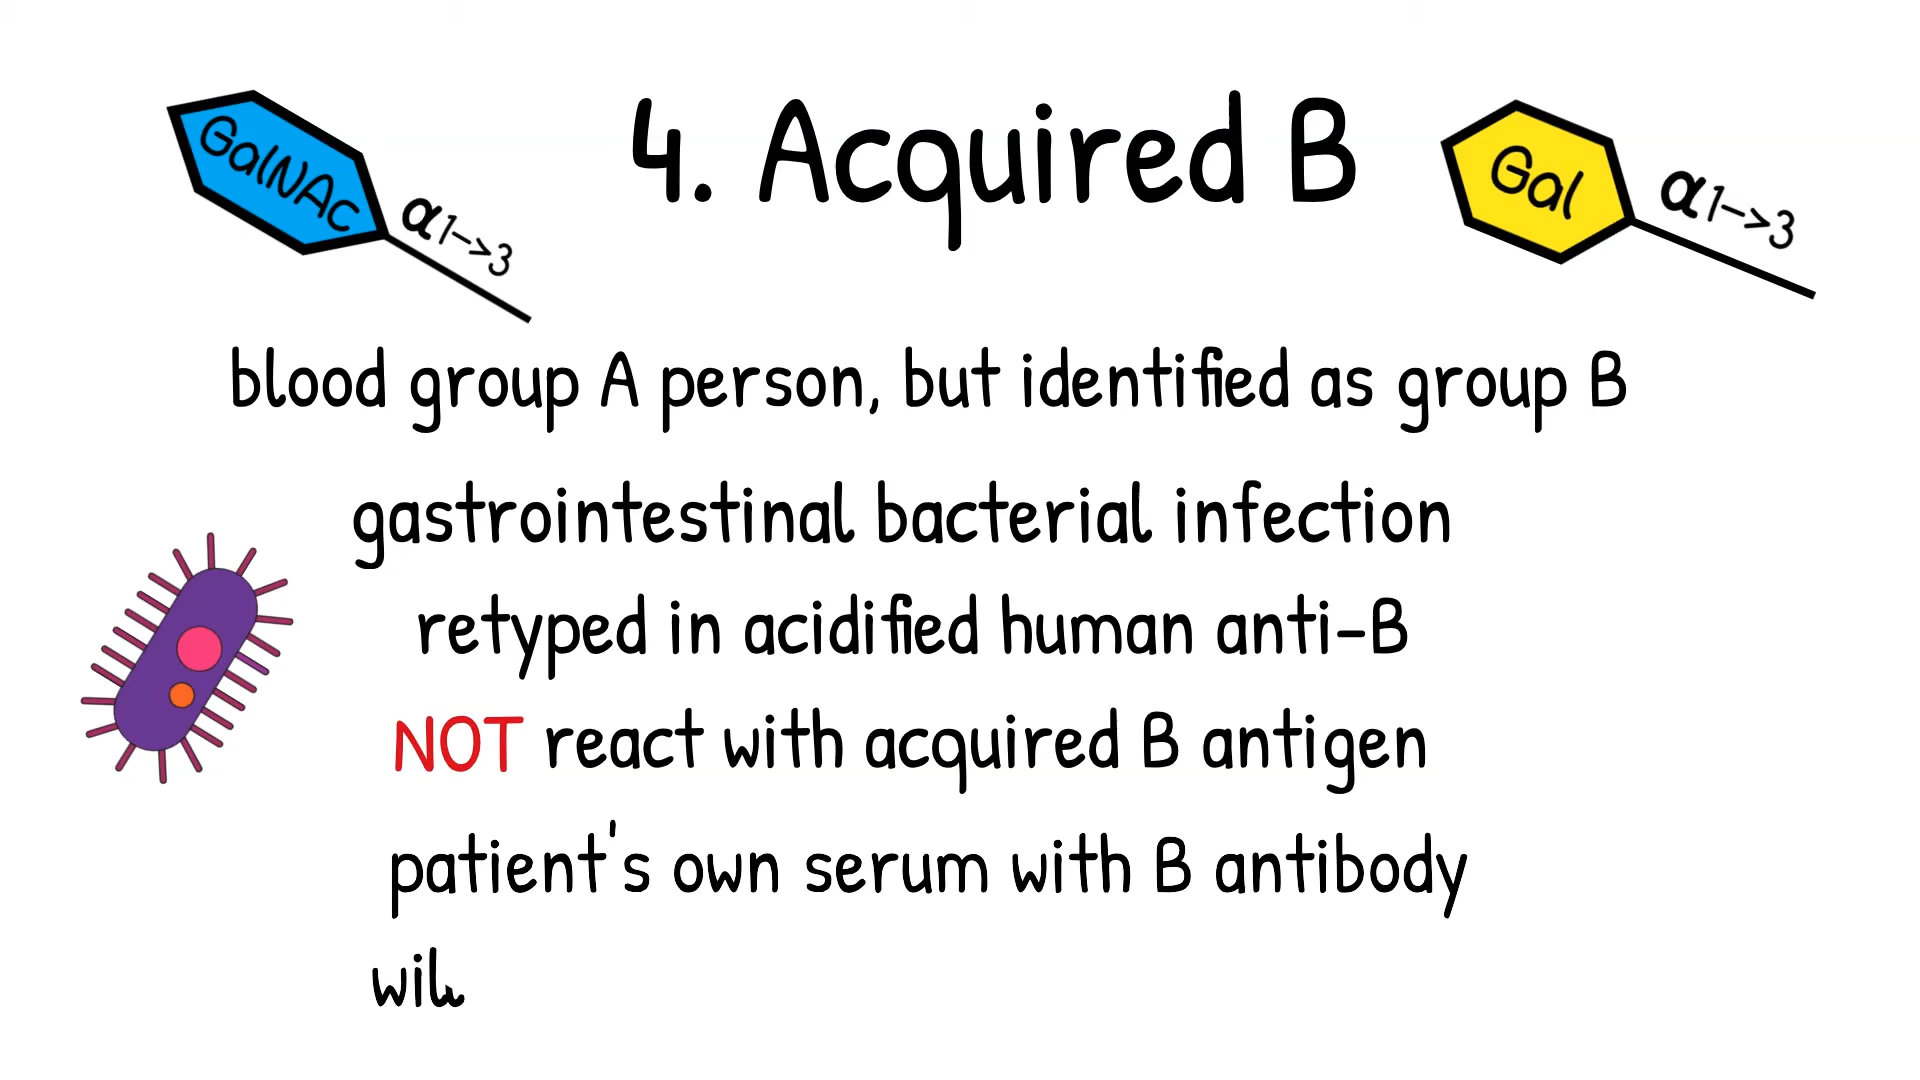 4. Acquired B
GalNAc
α1->3
Gal
α1->3
blood group A person, but identified as group B
gastrointestinal bacterial infection
retyped in acidified human anti-B
NOT react with acquired B antigen
patient's own serum with B antibody